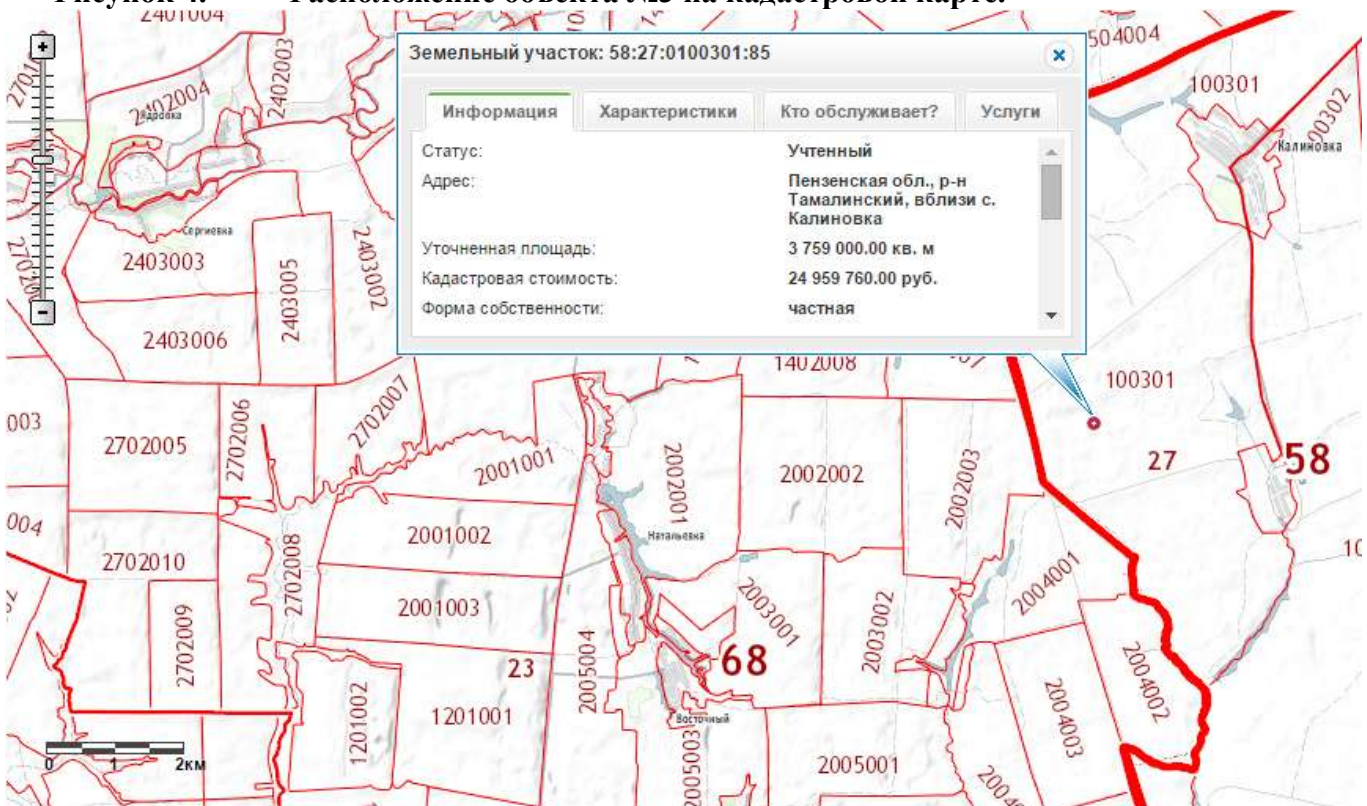 Рисунок 4. Расположение объекта №3 на кадастровой карте.
2401004
504004
Земельный участок: 58:27:0100301:85
2402003
100301
2402004
Ядровка
Информация
Характеристики
Кто обслуживает?
Услуги
Калиновка
Статус:
Учтенный
Адрес:
Пензенская обл., р-н
Тамалинский, вблизи с.
Калиновка
Сергиевка
2403003
2403005
2403002
Уточненная площадь:
3 759 000.00 кв. м
Кадастровая стоимость:
24 959 760.00 руб.
Форма собственности:
частная
2403006
1402008
100301
2702007
003
2702005
2702006
2001001
2002001
2002002
2002003
27
58
004
2001002
Натальевка
2702010
2702008
2004001
2001003
2003001
2003002
2702009
23
2005004
68
2004002
1201002
1201001
Восточный
2004003
0 1 2км
2005003
2005001